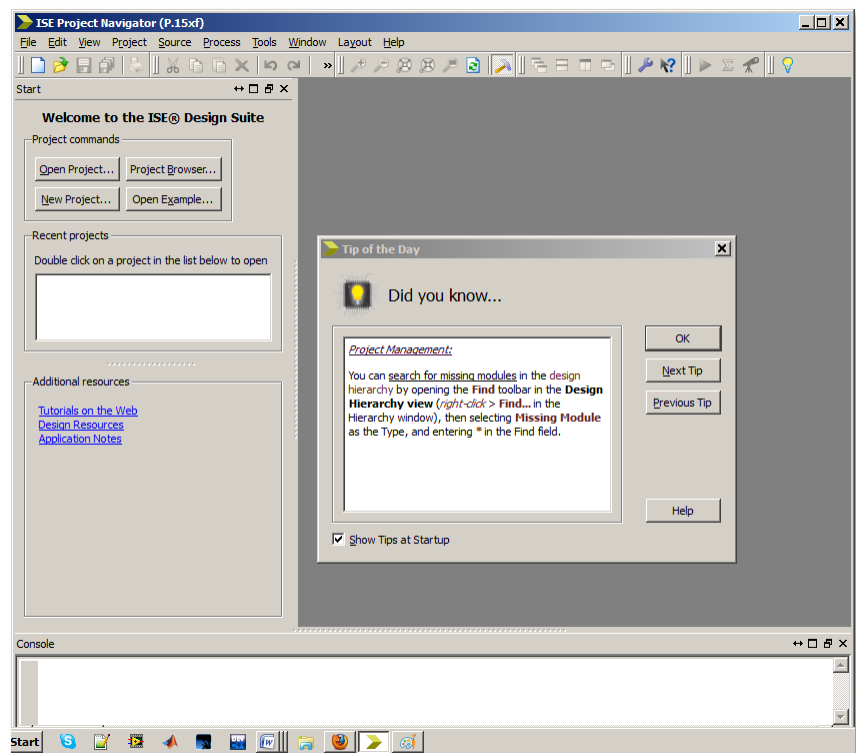 ISE Project Navigator (P.15xf)
File Edit View Project Source Process Tools Window Layout Help
»
Start
Welcome to the ISE® Design Suite
Project commands
Open Project... Project Browser...
New Project... Open Example...
Recent projects
Double click on a project in the list below to open
Additional resources
Tutorials on the Web
Design Resources
Application Notes
Tip of the Day
Did you know...
Project Management:
You can search for missing modules in the design
hierarchy by opening the Find toolbar in the Design
Hierarchy view (right-click > Find... in the
Hierarchy window), then selecting Missing Module
as the Type, and entering * in the Find field.
OK
Next Tip
Previous Tip
Help
Show Tips at Startup
Console
Start